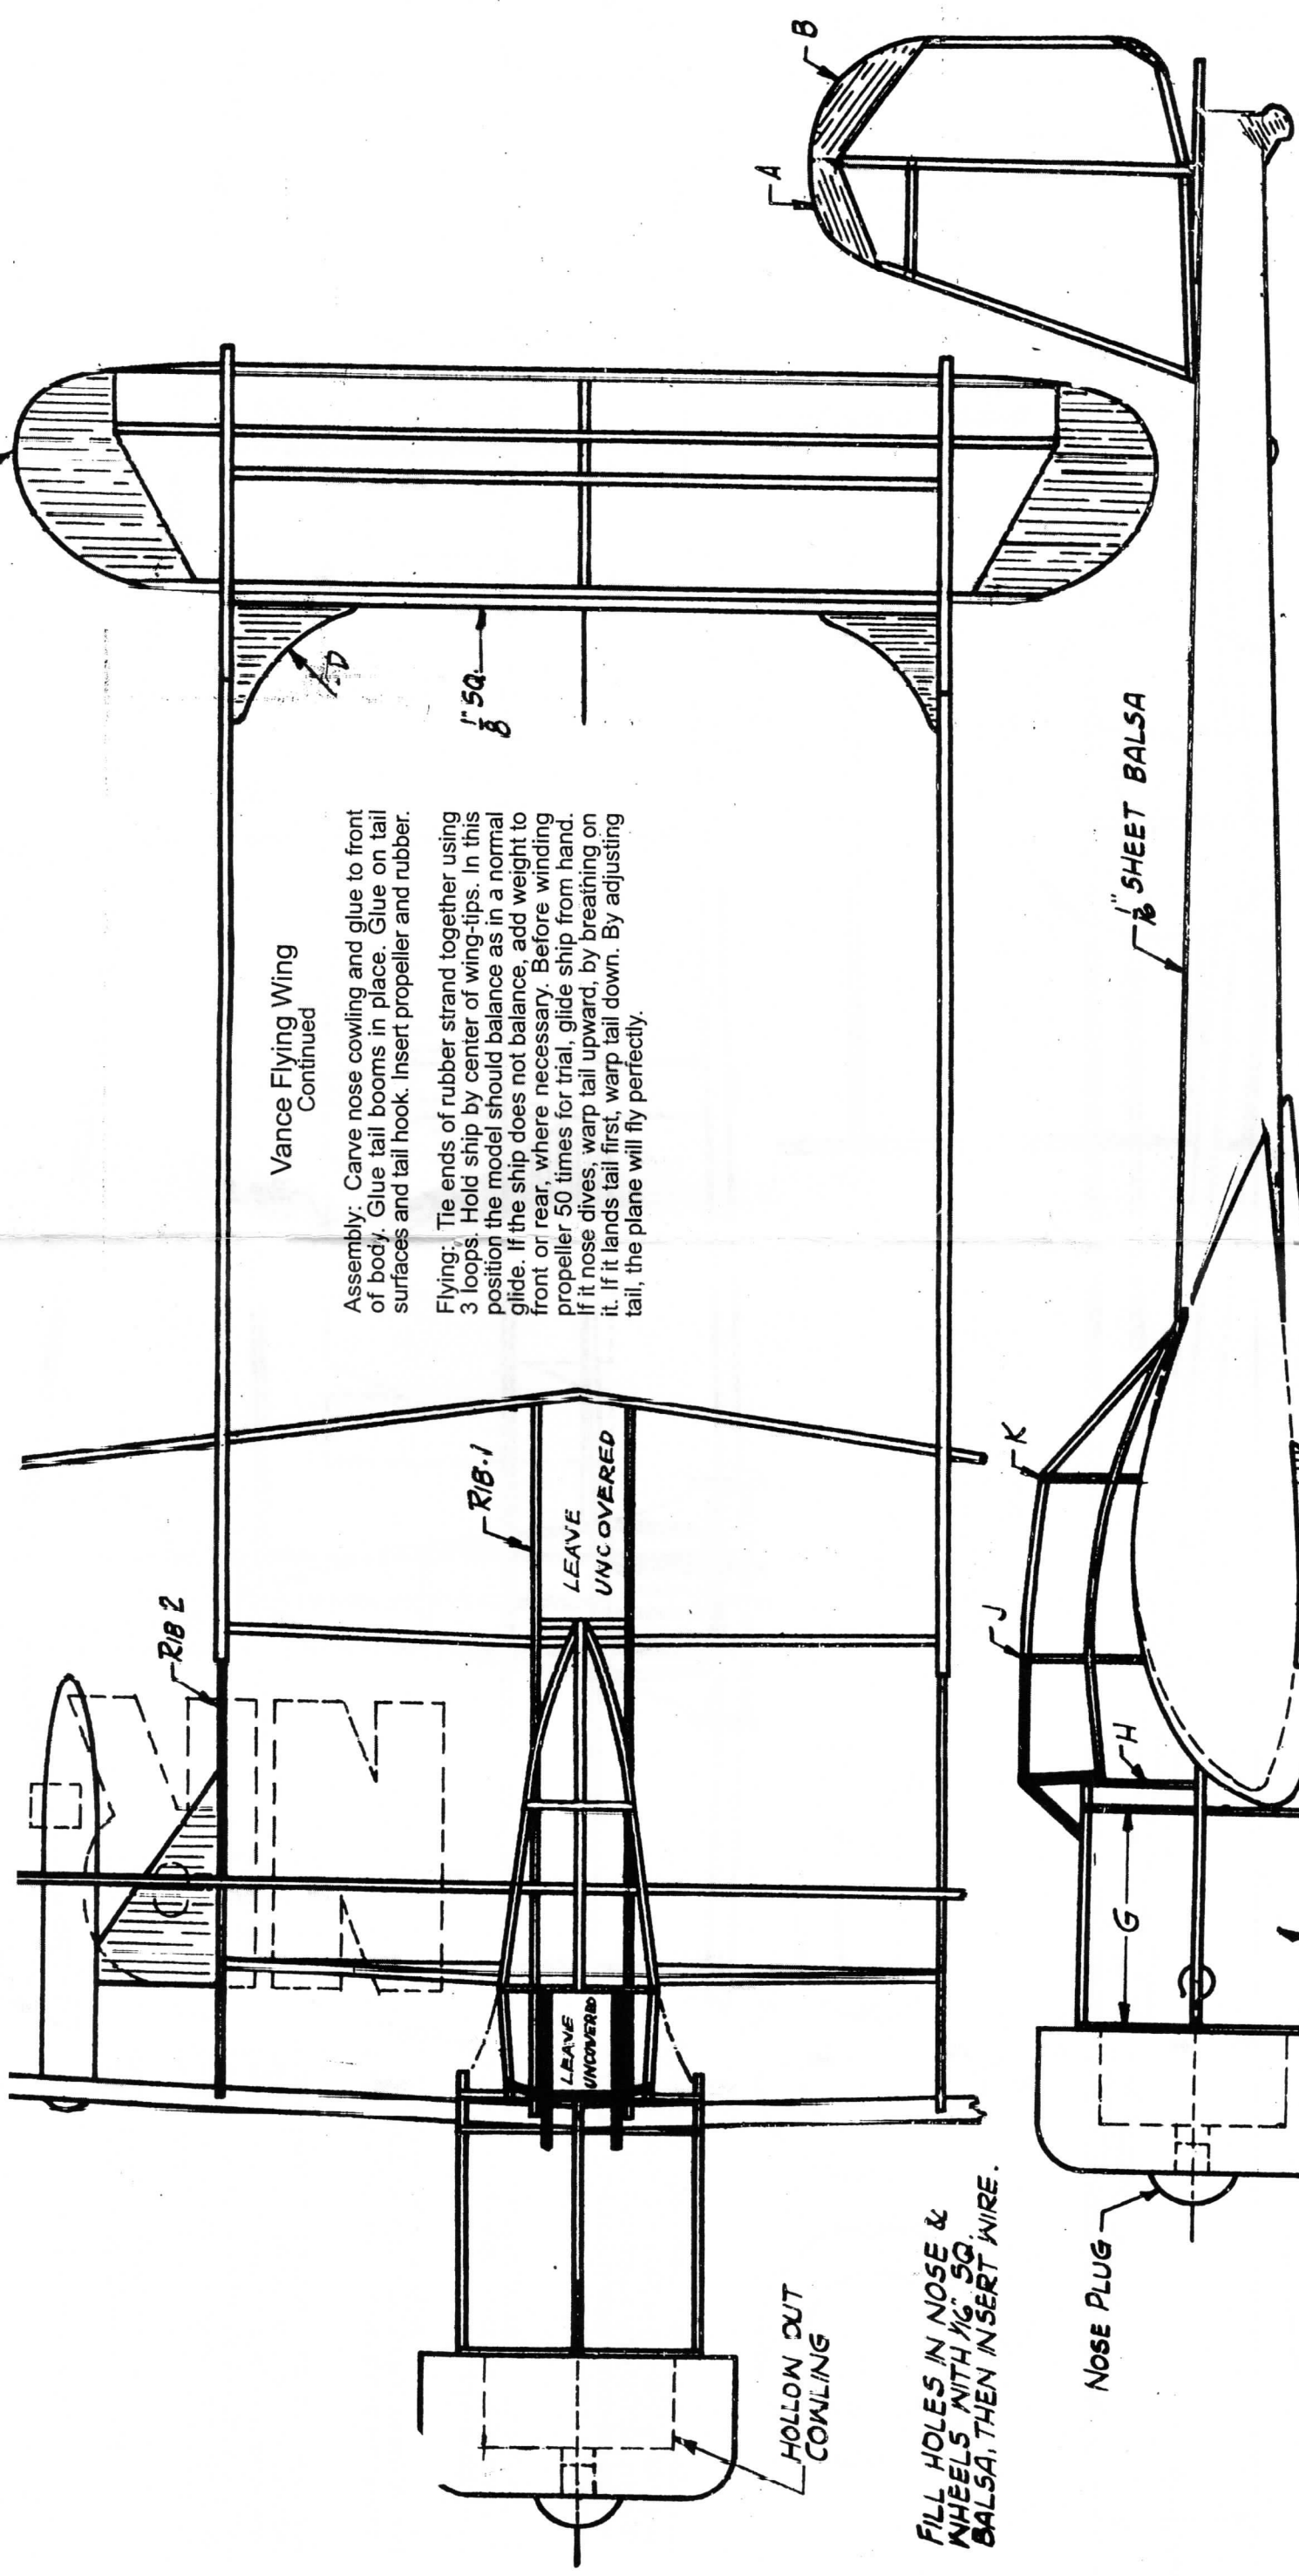 Vance Flying Wing
Continued
Assembly: Carve nose cowling and glue to front
of body. Glue tail booms in place. Glue on tail
surfaces and tail hook. Insert propeller and rubber.
Flying: Tie ends of rubber strand together using
3 loops. Hold ship by center of wing-tips. In this
position the model should balance as in a normal
glide. If the ship does not balance, add weight to
front or rear, where necessary. Before winding
propeller 50 times for trial, glide ship from hand.
If it nose dives, warp tail upward, by breathing on
it. If it lands tail first, warp tail down. By adjusting
tail, the plane will fly perfectly.
A
B
D
1/8" SQ.
1/16" SHEET BALSA
RIB 2
RIB.1
LEAVE
UNCOVERED
LEAVE
UNCOVERED
K
J
H
G
HOLLOW OUT
COWLING
FILL HOLES IN NOSE &
WHEELS WITH 1/16" SQ.
BALSA, THEN INSERT WIRE.
NOSE PLUG